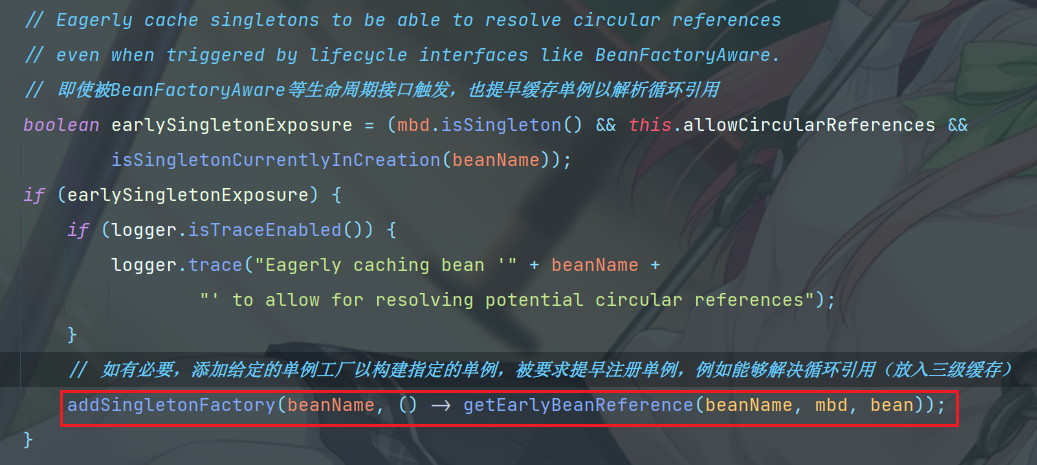 // Eagerly cache singletons to be able to resolve circular references
// even when triggered by lifecycle interfaces like BeanFactoryAware.
// 即使被BeanFactoryAware等生命周期接口触发，也提早缓存单例以解析循环引用
boolean earlySingletonExposure = (mbd.isSingleton() && this.allowCircularReferences &&
isSingletonCurrentlyInCreation(beanName));
if (earlySingletonExposure) {
if (logger.isTraceEnabled()) {
logger.trace("Eagerly caching bean '" + beanName +
"' to allow for resolving potential circular references");
}
// 如有必要，添加给定的单例工厂以构建指定的单例，被要求提早注册单例，例如能够解决循环引用（放入三级缓存）
addSingletonFactory(beanName, () -> getEarlyBeanReference(beanName, mbd, bean));
}